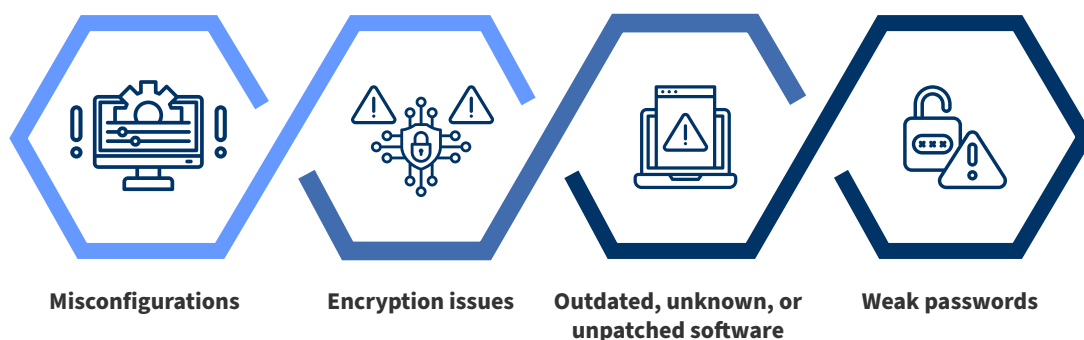 Misconfigurations
Encryption issues
Outdated, unknown, or
unpatched software
Weak passwords